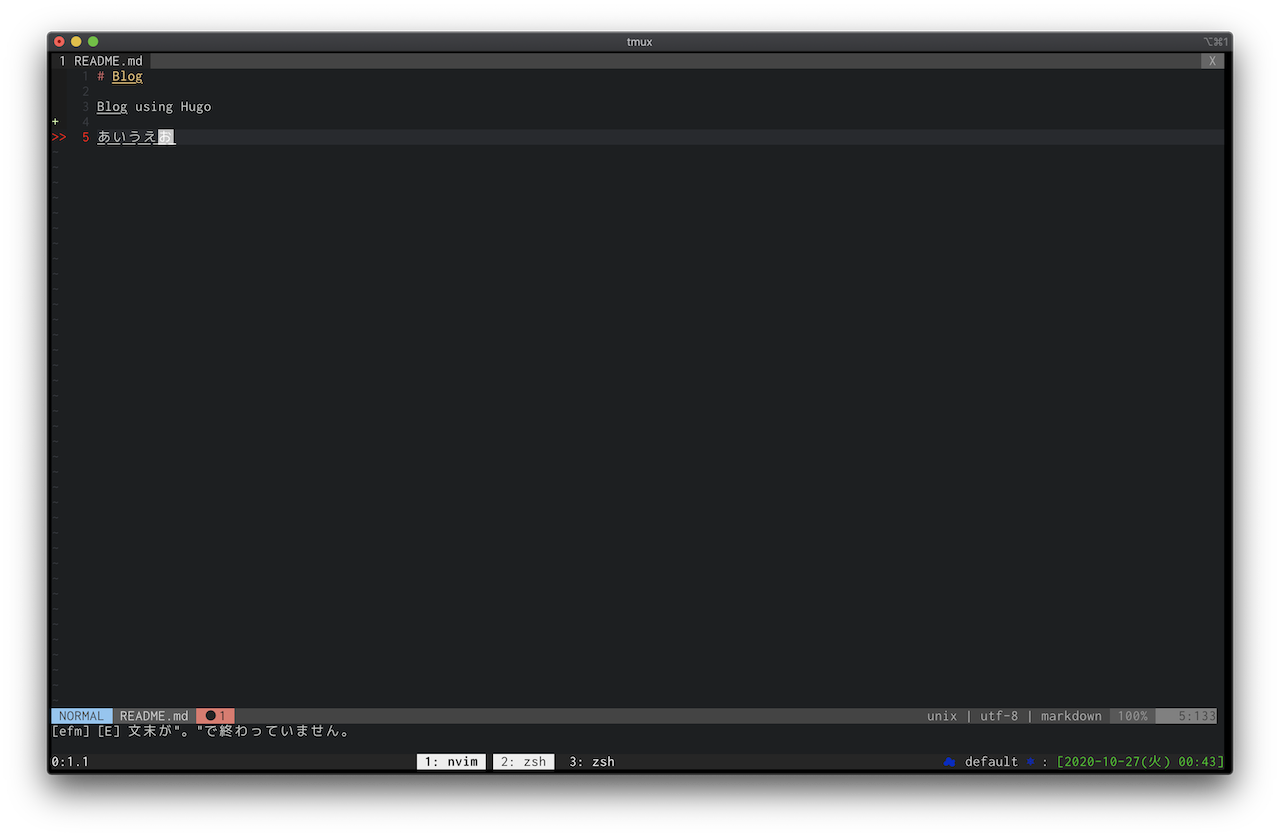 tmux
⌥⌘1
1 README.md X
1 # Blog
2
3 Blog using Hugo
+ 4
>> 5 あいうえお
NORMAL README.md ● 1 unix | utf-8 | markdown 100% 5:133
[efm] [E] 文末が"。"で終わっていません。
0:1.1 1: nvim 2: zsh 3: zsh default : [2020-10-27(火) 00:43]